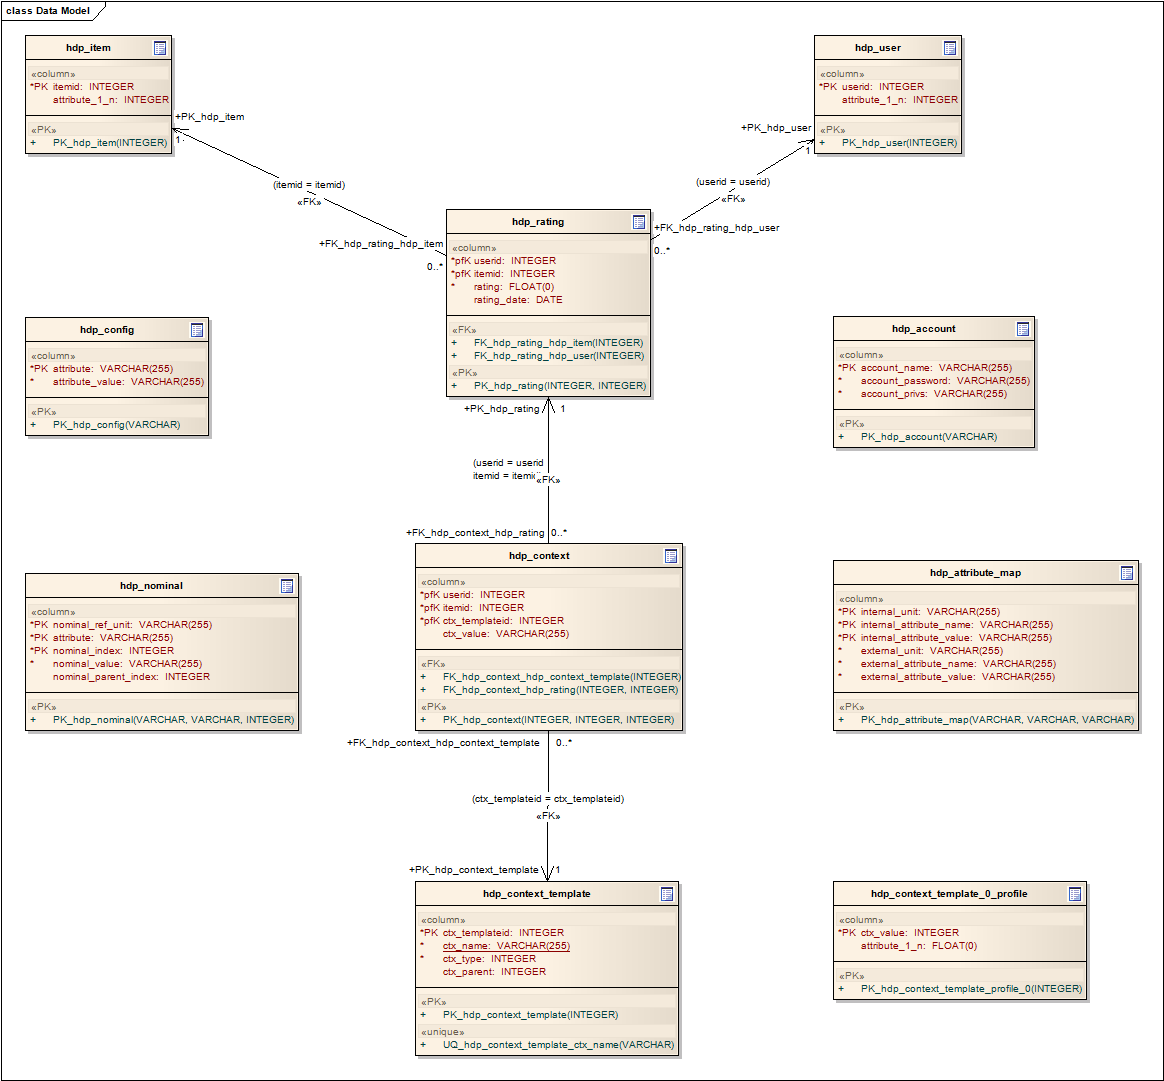 class Data Model
hdp_item
«column»
*PK itemid: INTEGER
attribute_1_n: INTEGER
«PK»
+ PK_hdp_item(INTEGER)
hdp_user
«column»
*PK userid: INTEGER
attribute_1_n: INTEGER
«PK»
+ PK_hdp_user(INTEGER)
+PK_hdp_item
1
(itemid = itemid)
«FK»
+FK_hdp_rating_hdp_item
0..*
+PK_hdp_user
1
(userid = userid)
«FK»
+FK_hdp_rating_hdp_user
0..*
hdp_rating
«column»
*pfK userid: INTEGER
*pfK itemid: INTEGER
* rating: FLOAT(0)
rating_date: DATE
«FK»
+ FK_hdp_rating_hdp_item(INTEGER)
+ FK_hdp_rating_hdp_user(INTEGER)
«PK»
+ PK_hdp_rating(INTEGER, INTEGER)
hdp_config
«column»
*PK attribute: VARCHAR(255)
* attribute_value: VARCHAR(255)
«PK»
+ PK_hdp_config(VARCHAR)
hdp_account
«column»
*PK account_name: VARCHAR(255)
* account_password: VARCHAR(255)
* account_privs: VARCHAR(255)
«PK»
+ PK_hdp_account(VARCHAR)
+PK_hdp_rating
1
(userid = userid
itemid = itemid
«FK»
+FK_hdp_context_hdp_rating
0..*
hdp_nominal
«column»
*PK nominal_ref_unit: VARCHAR(255)
*PK attribute: VARCHAR(255)
*PK nominal_index: INTEGER
* nominal_value: VARCHAR(255)
nominal_parent_index: INTEGER
«PK»
+ PK_hdp_nominal(VARCHAR, VARCHAR, INTEGER)
hdp_context
«column»
*pfK userid: INTEGER
*pfK itemid: INTEGER
*pfK ctx_templateid: INTEGER
ctx_value: VARCHAR(255)
«FK»
+ FK_hdp_context_hdp_context_template(INTEGER)
+ FK_hdp_context_hdp_rating(INTEGER, INTEGER)
«PK»
+ PK_hdp_context(INTEGER, INTEGER, INTEGER)
hdp_attribute_map
«column»
*PK internal_unit: VARCHAR(255)
*PK internal_attribute_name: VARCHAR(255)
*PK internal_attribute_value: VARCHAR(255)
* external_unit: VARCHAR(255)
* external_attribute_name: VARCHAR(255)
* external_attribute_value: VARCHAR(255)
«PK»
+ PK_hdp_attribute_map(VARCHAR, VARCHAR, VARCHAR)
+FK_hdp_context_hdp_context_template
0..*
(ctx_templateid = ctx_templateid)
«FK»
+PK_hdp_context_template
1
hdp_context_template
«column»
*PK ctx_templateid: INTEGER
* ctx_name: VARCHAR(255)
* ctx_type: INTEGER
ctx_parent: INTEGER
«PK»
+ PK_hdp_context_template(INTEGER)
«unique»
+ UQ_hdp_context_template_ctx_name(VARCHAR)
hdp_context_template_0_profile
«column»
*PK ctx_value: INTEGER
attribute_1_n: FLOAT(0)
«PK»
+ PK_hdp_context_template_profile_0(INTEGER)